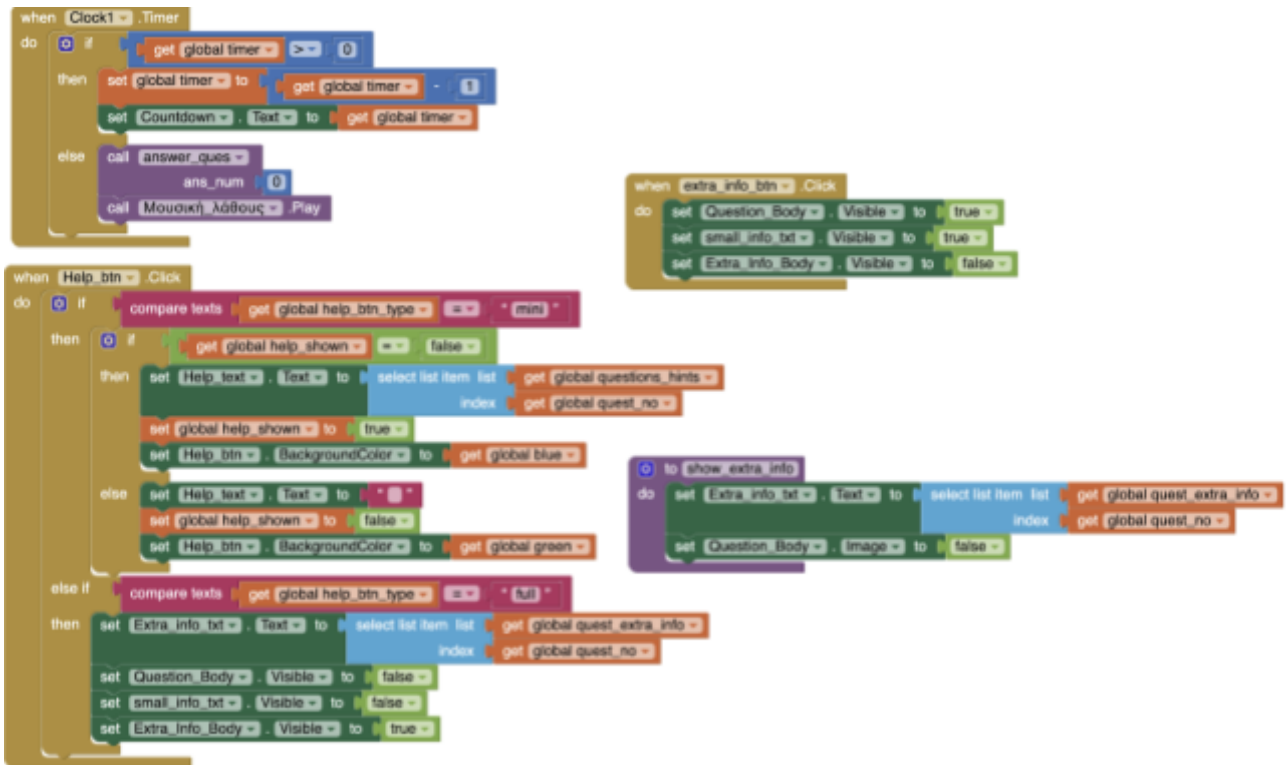 when Clock1 .Timer
do if get global timer > 0
then set global timer to get global timer - 1
set Countdown . Text to get global timer
else call answer_ques
ans_num 0
call Μουσική_λάθους .Play
when Help_btn .Click
do if compare texts get global help_btn_type = " mini "
then if get global help_shown = false
then set Help_text . Text to select list item list get global questions_hints
index get global quest_no
set global help_shown to true
set Help_btn . BackgroundColor to get global blue
else set Help_text . Text to " "
set global help_shown to false
set Help_btn . BackgroundColor to get global green
else if compare texts get global help_btn_type = " full "
then set Extra_info_txt . Text to select list item list get global quest_extra_info
index get global quest_no
set Question_Body . Visible to false
set small_info_txt . Visible to false
set Extra_Info_Body . Visible to true
when extra_info_btn .Click
do set Question_Body . Visible to true
set small_info_txt . Visible to true
set Extra_Info_Body . Visible to false
to show_extra_info
do set Extra_info_txt . Text to select list item list get global quest_extra_info
index get global quest_no
set Question_Body . Image to false